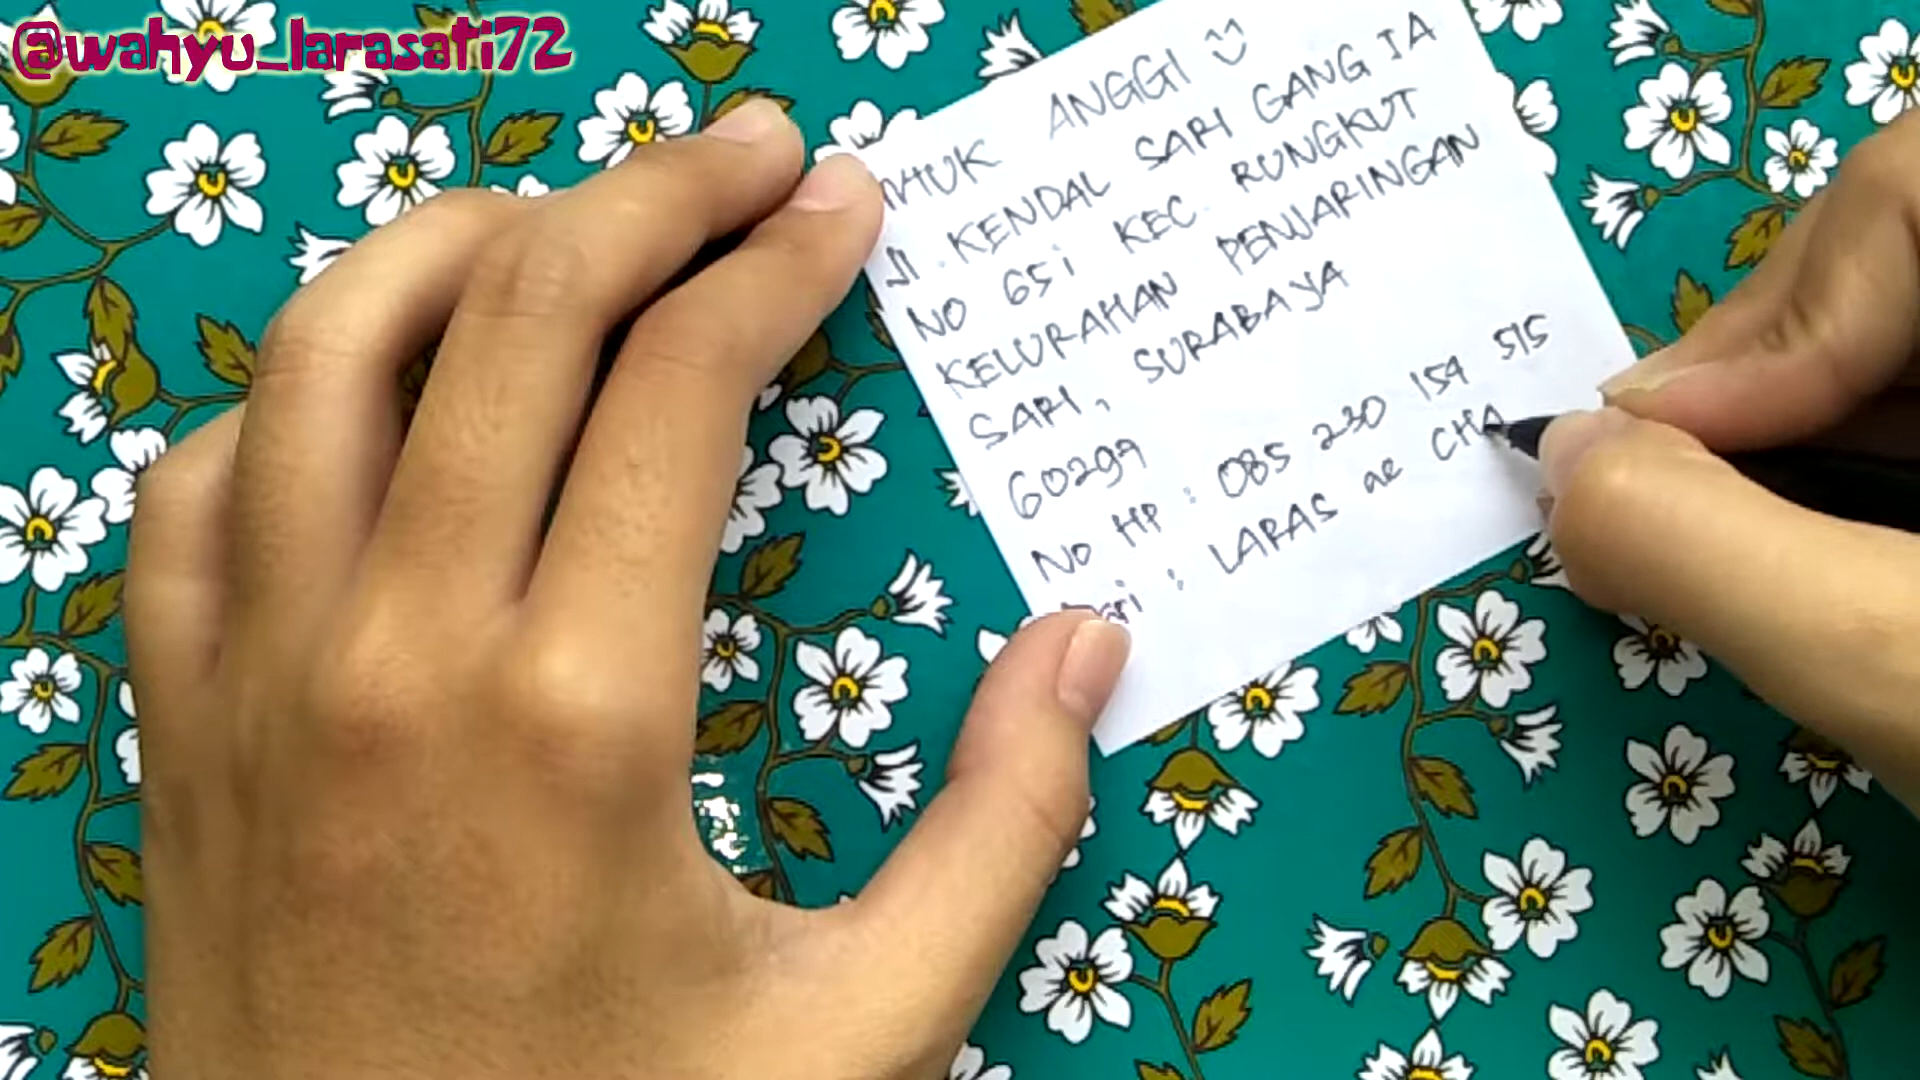 @wahyu_larasati72
ANGGI
Jl. KENDAL SARI GANG IA
NO 65i KEC. RUNGKUT
KELURAHAN PENJARINGAN
SARI, SURABAYA
60299
NO HP : 085 230 159 515
: LARAS ae CHA